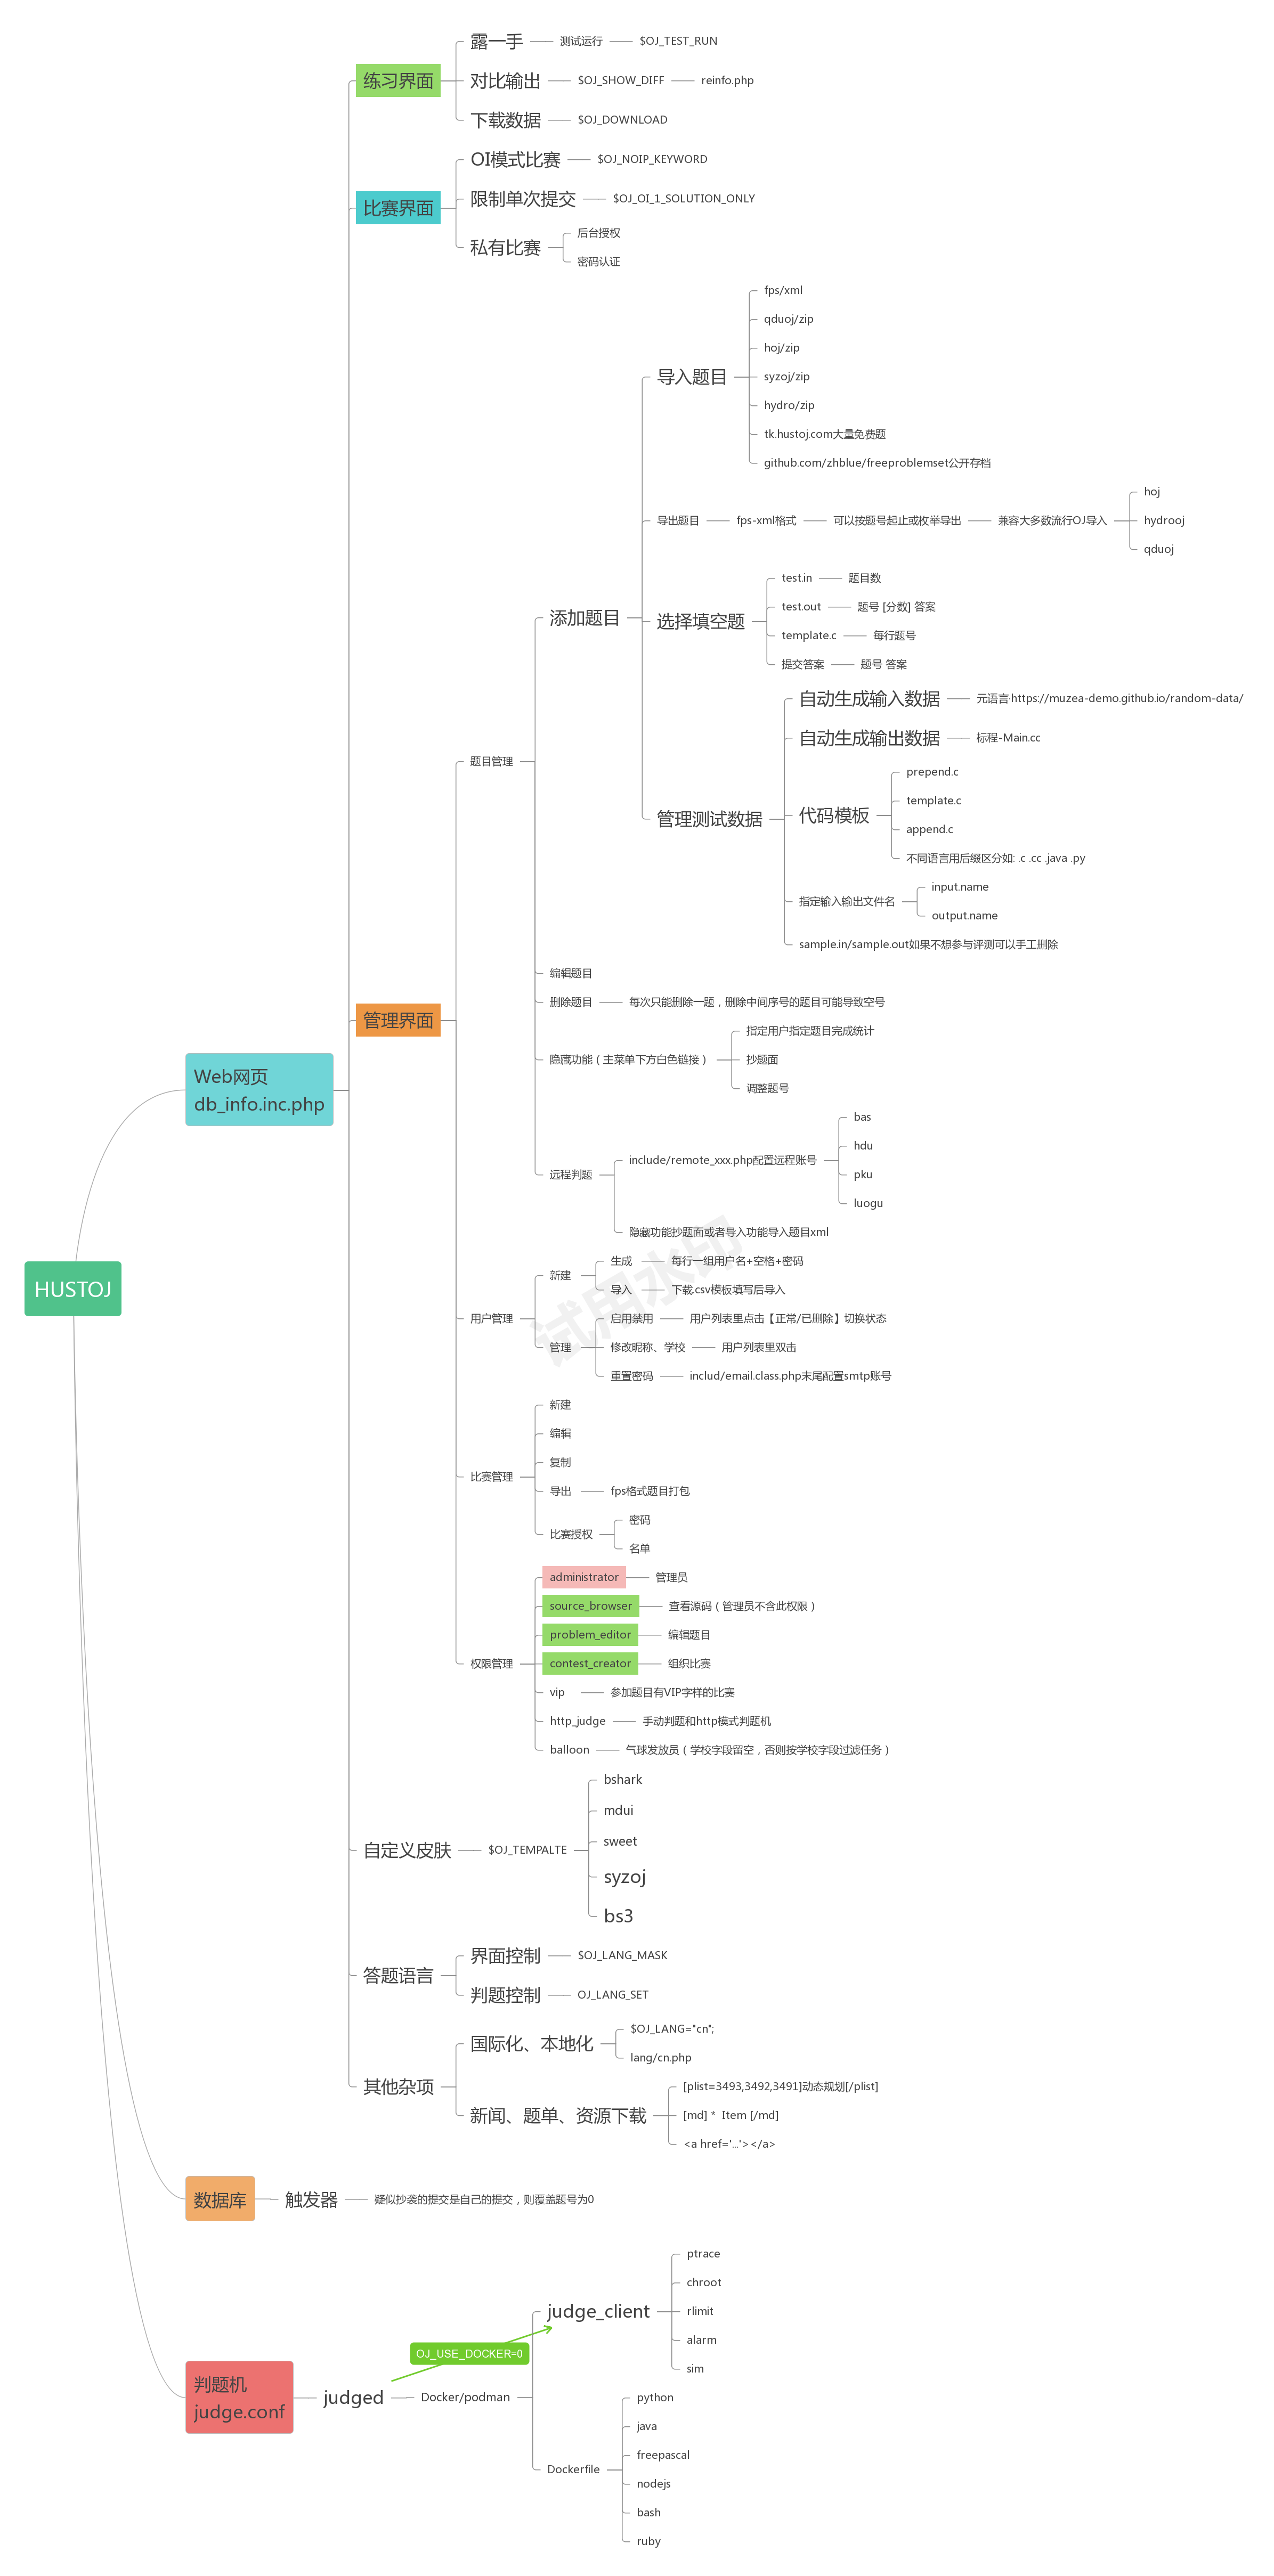 露一手
测试运行
$OJ_TEST_RUN
练习界面
对比输出
$OJ_SHOW_DIFF
reinfo.php
下载数据
$OJ_DOWNLOAD
OI模式比赛
$OJ_NOIP_KEYWORD
比赛界面
限制单次提交
$OJ_OI_1_SOLUTION_ONLY
私有比赛
后台授权
密码认证
fps/xml
qduoj/zip
hoj/zip
导入题目
syzoj/zip
hydro/zip
tk.hustoj.com大量免费题
github.com/zhblue/freeproblemset公开存档
导出题目
fps-xml格式
可以按题号起止或枚举导出
兼容大多数流行OJ导入
hoj
hydrooj
qduoj
添加题目
选择填空题
test.in
题目数
test.out
题号 [分数] 答案
template.c
每行题号
提交答案
题号 答案
管理测试数据
自动生成输入数据
元语言·https://muzea-demo.github.io/random-data/
自动生成输出数据
标程-Main.cc
代码模板
prepend.c
template.c
append.c
不同语言用后缀区分如: .c .cc .java .py
指定输入输出文件名
input.name
output.name
sample.in/sample.out如果不想参与评测可以手工删除
题目管理
编辑题目
删除题目
每次只能删除一题，删除中间序号的题目可能导致空号
管理界面
隐藏功能（主菜单下方白色链接）
指定用户指定题目完成统计
抄题面
调整题号
Web网页
db_info.inc.php
远程判题
include/remote_xxx.php配置远程账号
bas
hdu
pku
luogu
隐藏功能抄题面或者导入功能导入题目xml
HUSTOJ
用户管理
新建
生成
每行一组用户名+空格+密码
导入
下载.csv模板填写后导入
管理
启用禁用
用户列表里点击【正常/已删除】切换状态
修改昵称、学校
用户列表里双击
重置密码
includ/email.class.php末尾配置smtp账号
试用水印
比赛管理
新建
编辑
复制
导出
fps格式题目打包
比赛授权
密码
名单
权限管理
administrator
管理员
source_browser
查看源码（管理员不含此权限）
problem_editor
编辑题目
contest_creator
组织比赛
vip
参加题目有VIP字样的比赛
http_judge
手动判题和http模式判题机
balloon
气球发放员（学校字段留空，否则按学校字段过滤任务）
自定义皮肤
$OJ_TEMPALTE
bshark
mdui
sweet
syzoj
bs3
答题语言
界面控制
$OJ_LANG_MASK
判题控制
OJ_LANG_SET
其他杂项
国际化、本地化
$OJ_LANG="cn";
lang/cn.php
新闻、题单、资源下载
[plist=3493,3492,3491]动态规划[/plist]
[md] * Item [/md]
<a href='...'></a>
数据库
触发器
疑似抄袭的提交是自己的提交，则覆盖题号为0
判题机
judge.conf
judged
OJ_USE_DOCKER=0
Docker/podman
judge_client
ptrace
chroot
rlimit
alarm
sim
Dockerfile
python
java
freepascal
nodejs
bash
ruby